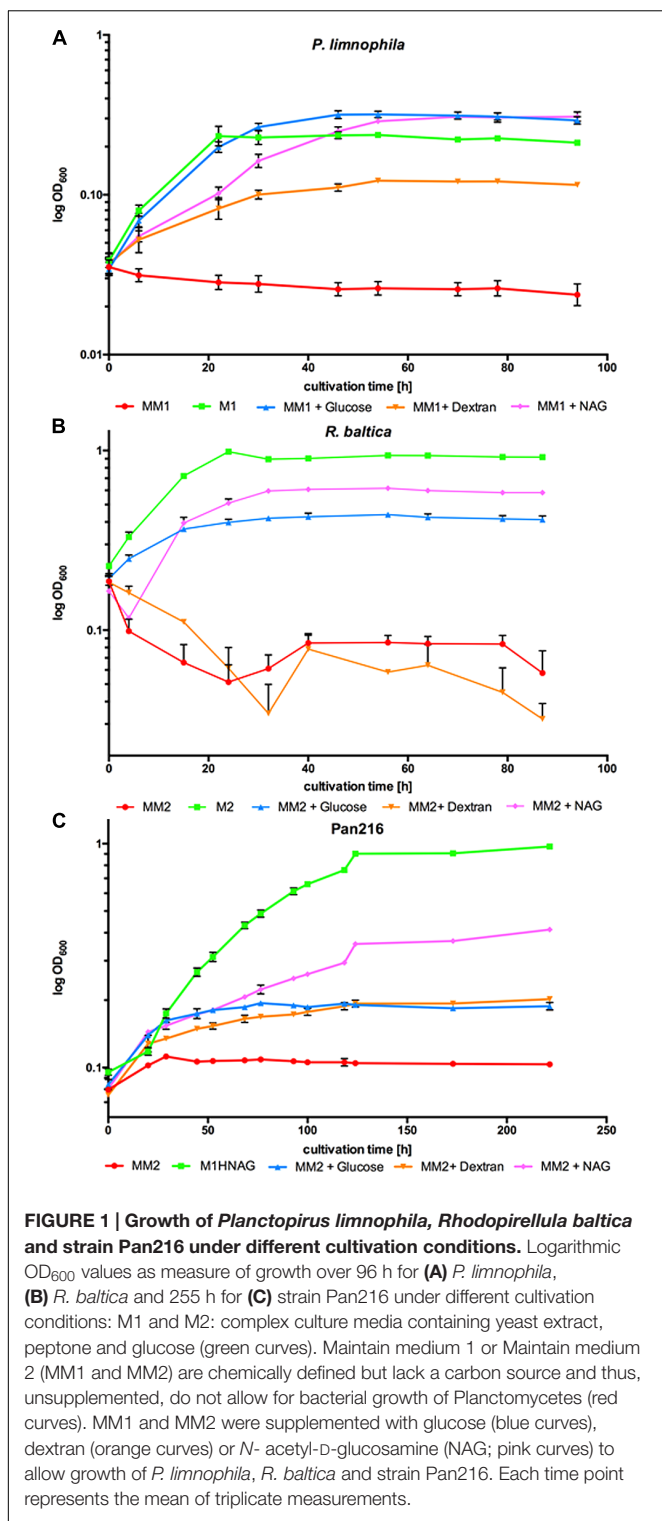 A
P. limnophila
1
0.10
0.01
log OD600
0 20 40 60 80 100
cultivation time [h]
MM1 M1 MM1 + Glucose MM1+ Dextran MM1 + NAG
B
R. baltica
1
0.1
log OD600
0 20 40 60 80 100
cultivation time [h]
MM2 M2 MM2 + Glucose MM2+ Dextran MM2 + NAG
C
Pan216
1
0.1
log OD600
0 50 100 150 200 250
cultivation time [h]
MM2 M1HNAG MM2 + Glucose MM2+ Dextran MM2 + NAG
FIGURE 1 | Growth of Planctopirus limnophila, Rhodopirellula baltica
and strain Pan216 under different cultivation conditions. Logarithmic
OD600 values as measure of growth over 96 h for (A) P. limnophila,
(B) R. baltica and 255 h for (C) strain Pan216 under different cultivation
conditions: M1 and M2: complex culture media containing yeast extract,
peptone and glucose (green curves). Maintain medium 1 or Maintain medium
2 (MM1 and MM2) are chemically defined but lack a carbon source and thus,
unsupplemented, do not allow for bacterial growth of Planctomycetes (red
curves). MM1 and MM2 were supplemented with glucose (blue curves),
dextran (orange curves) or N- acetyl-D-glucosamine (NAG; pink curves) to
allow growth of P. limnophila, R. baltica and strain Pan216. Each time point
represents the mean of triplicate measurements.